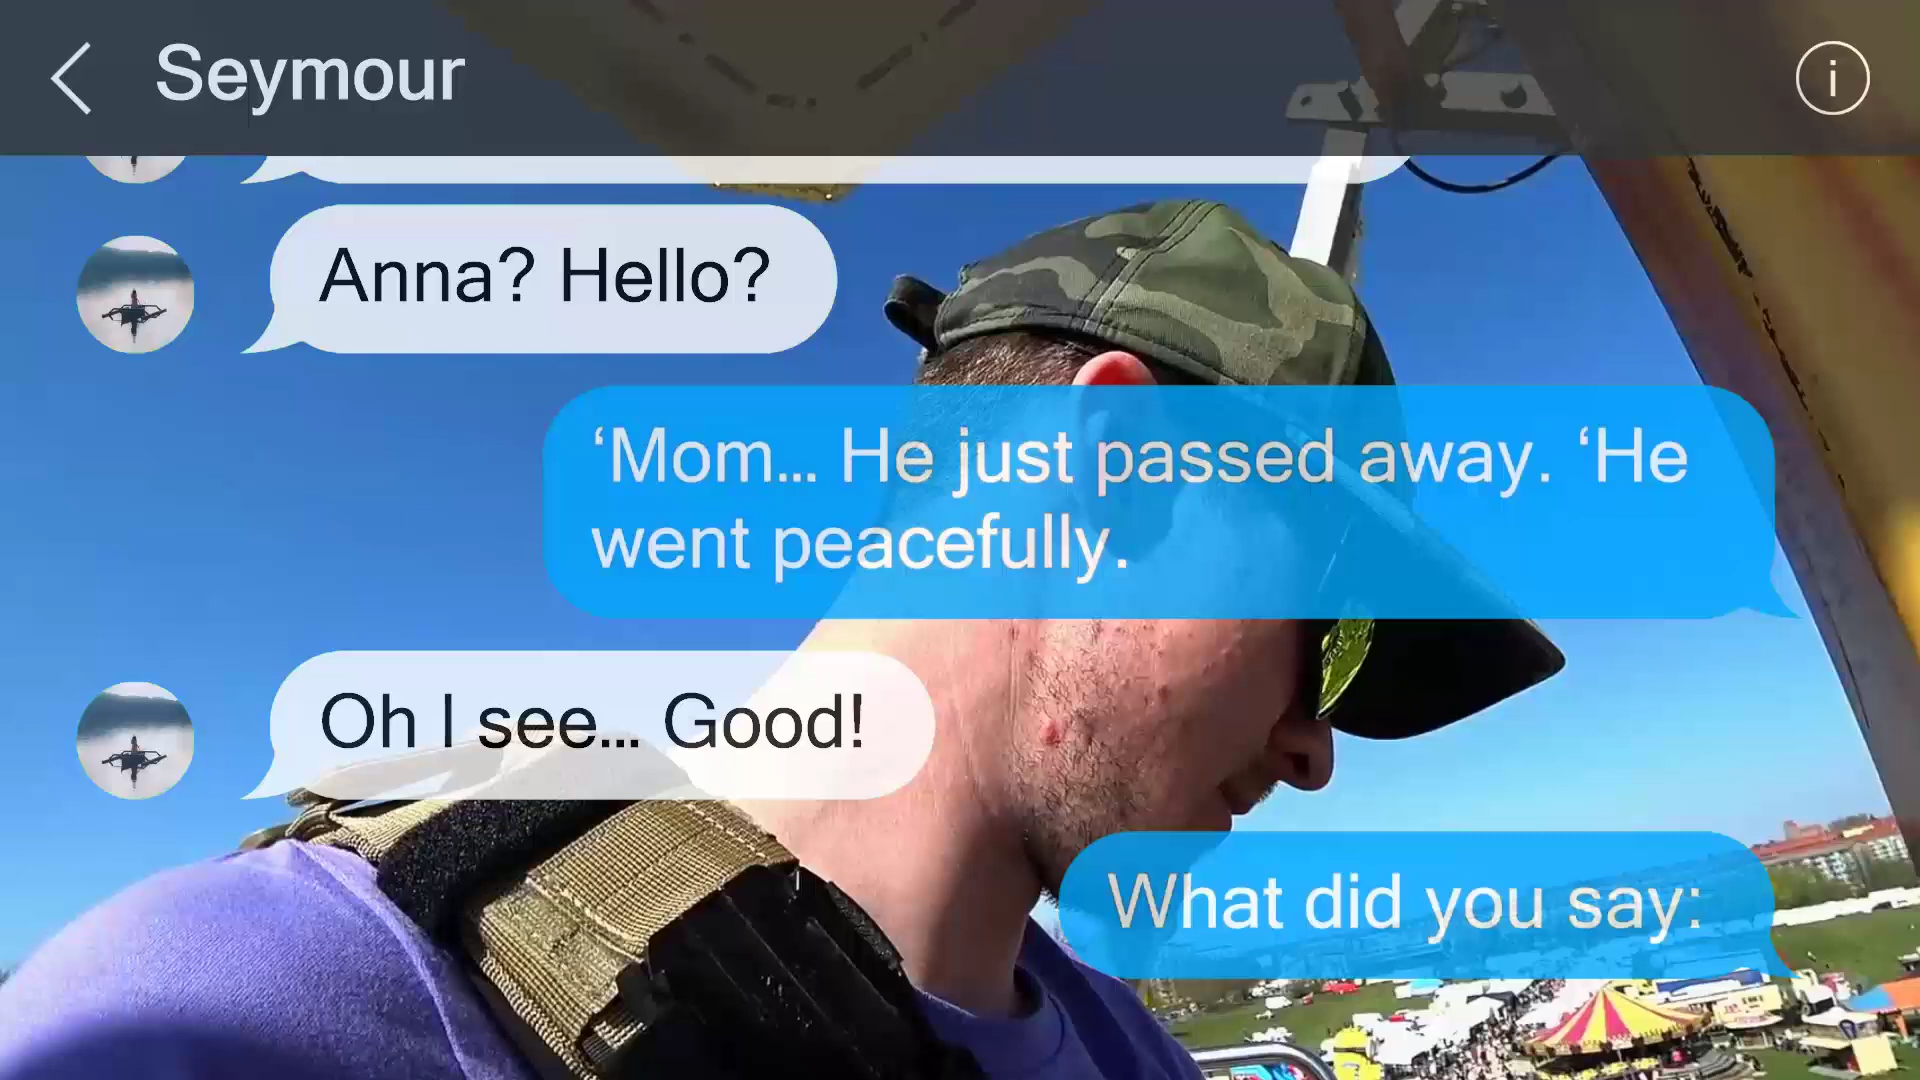 Seymour
Anna? Hello?
‘Mom... He just passed away. ‘He
went peacefully.
Oh I see... Good!
What did you say: